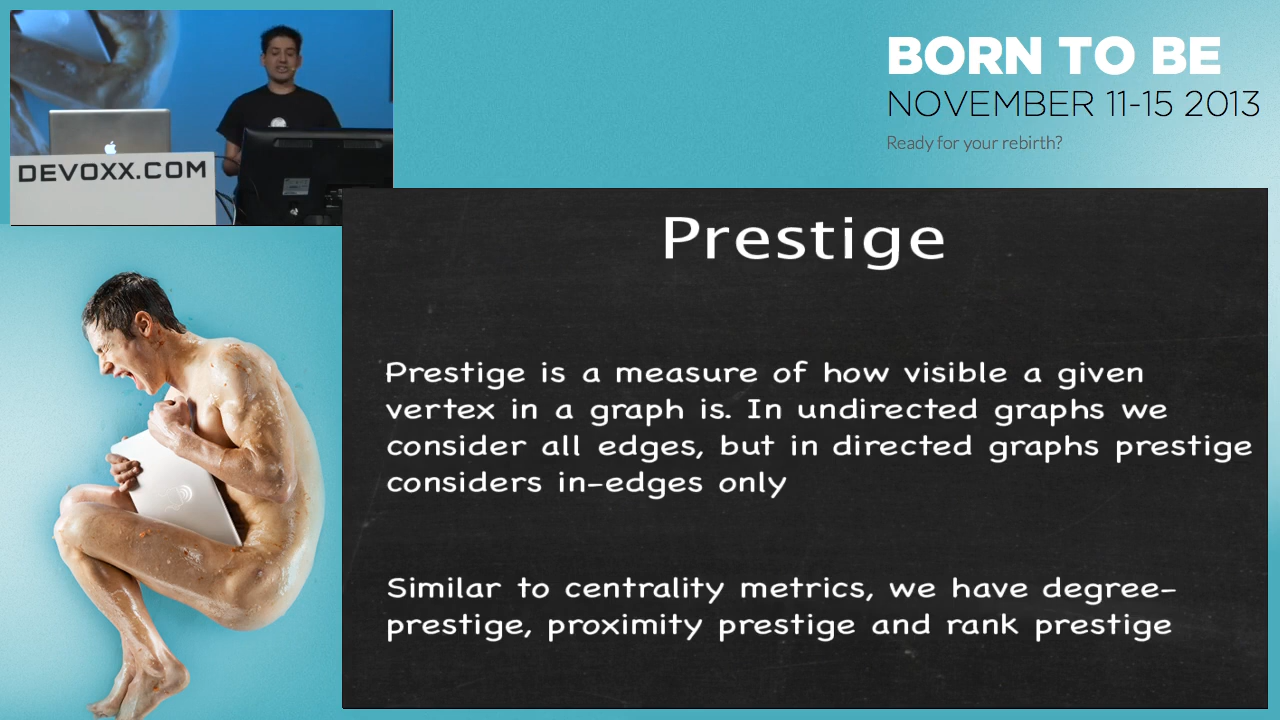 BORN TO BE
NOVEMBER 11-15 2013
Ready for your rebirth?
DEVOXX.COM
Prestige
Prestige is a measure of how visible a given
vertex in a graph is. In undirected graphs we
consider all edges, but in directed graphs prestige
considers in-edges only
Similar to centrality metrics, we have degree-
prestige, proximity prestige and rank prestige